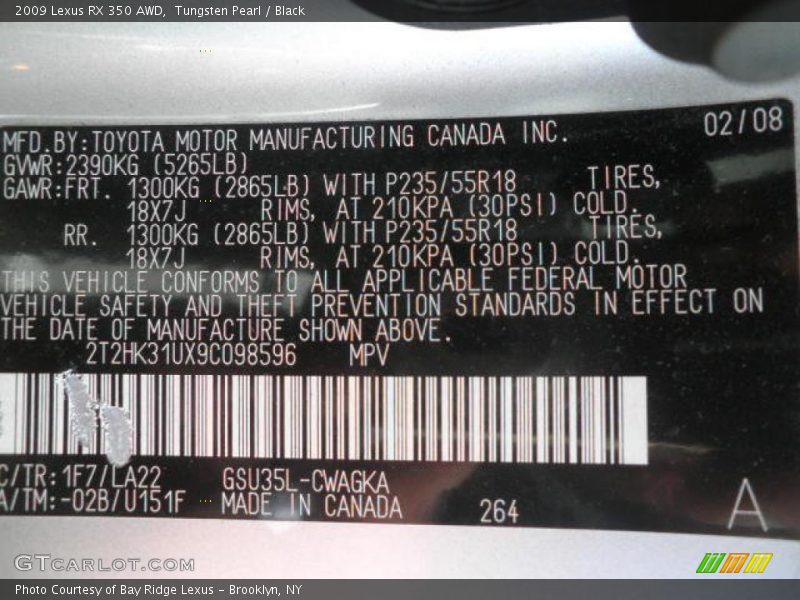 2009 Lexus RX 350 AWD, Tungsten Pearl / Black
02/08
MFD.BY:TOYOTA MOTOR MANUFACTURING CANADA INC.
GVWR:2390KG (5265LB)
GAWR:FRT. 1300KG (2865LB) WITH P235/55R18 TIRES,
18X7J RIMS, AT 210KPA (30PSI) COLD.
RR. 1300KG (2865LB) WITH P235/55R18 TIRES,
18X7J RIMS, AT 210KPA (30PSI) COLD.
THIS VEHICLE CONFORMS TO ALL APPLICABLE FEDERAL MOTOR
VEHICLE SAFETY AND THEFT PREVENTION STANDARDS IN EFFECT ON
THE DATE OF MANUFACTURE SHOWN ABOVE.
2T2HK31UX9C098596 MPV
C/TR:1F7/LA22 GSU35L-CWAGKA
A/TM:-02B/U151F MADE IN CANADA 264 A
GTCARLOT.COM
Photo Courtesy of Bay Ridge Lexus - Brooklyn, NY